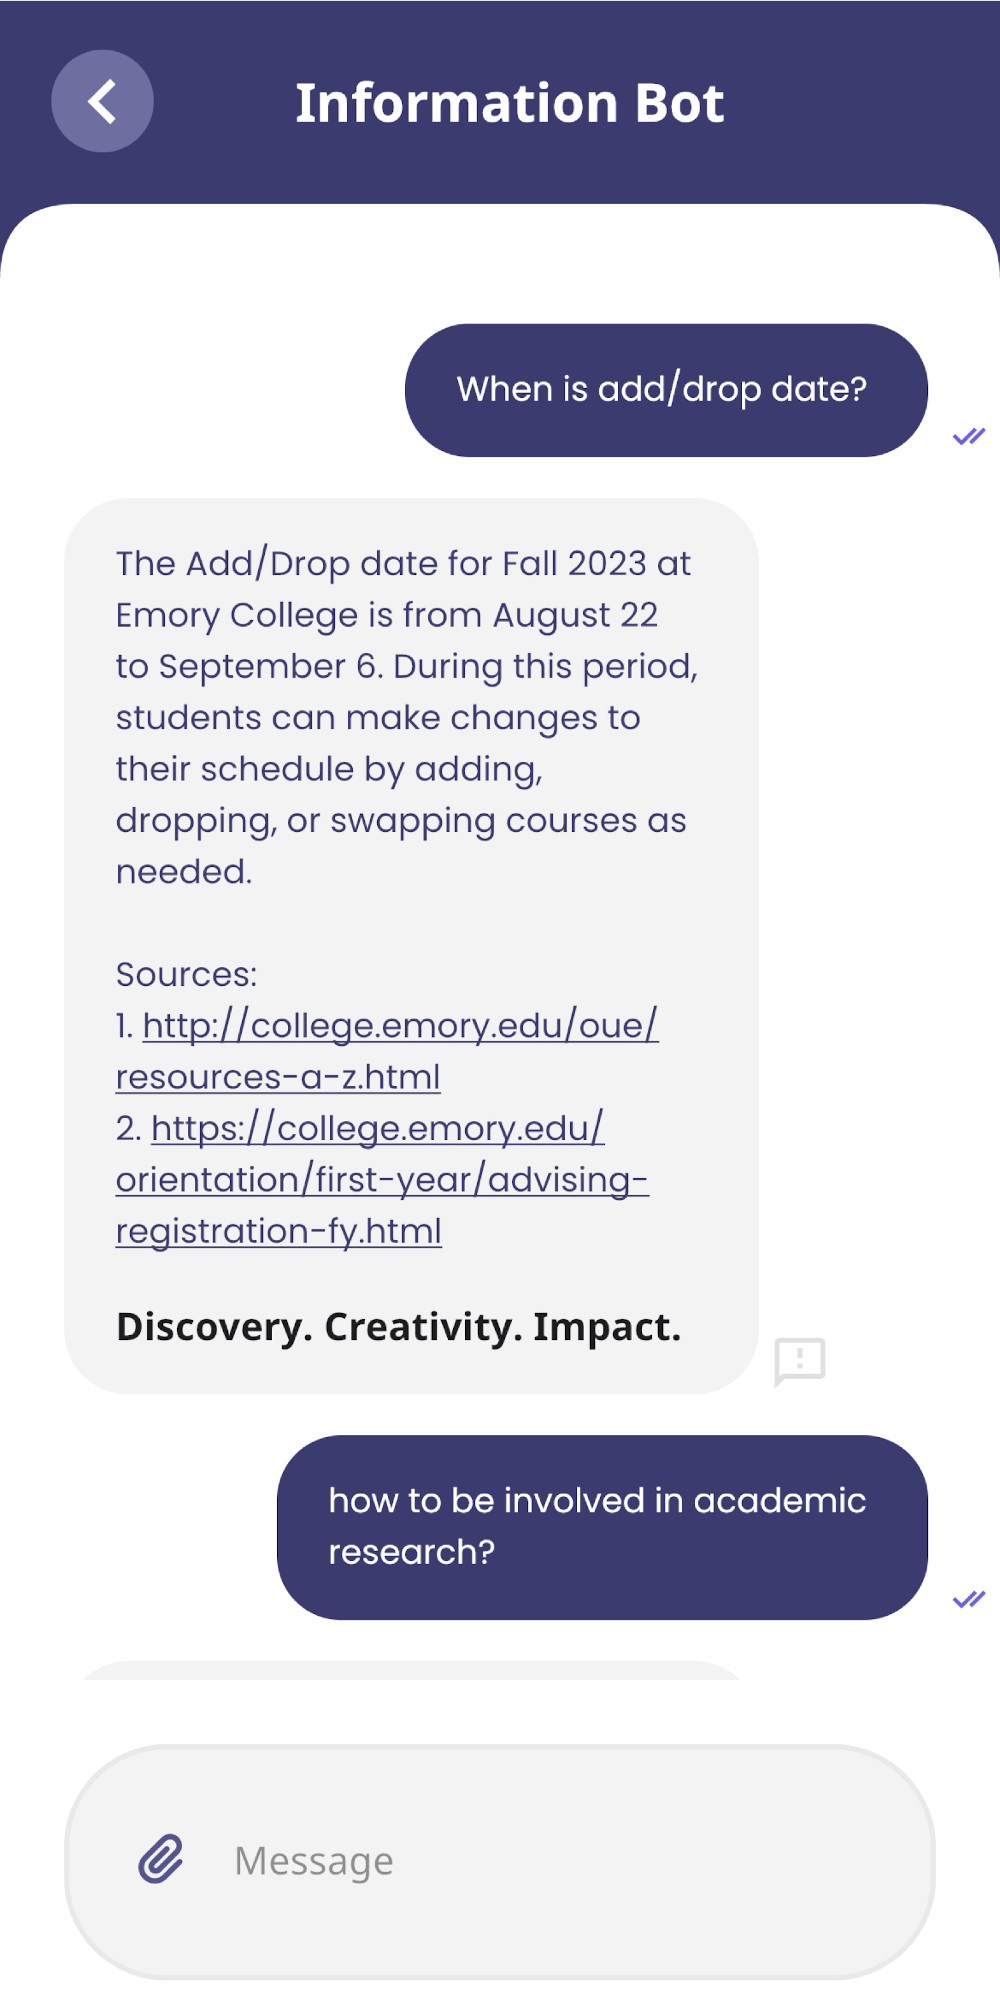 Information Bot
When is add/drop date?
The Add/Drop date for Fall 2023 at
Emory College is from August 22
to September 6. During this period,
students can make changes to
their schedule by adding,
dropping, or swapping courses as
needed.
Sources:
1. http://college.emory.edu/oue/
resources-a-z.html
2. https://college.emory.edu/
orientation/first-year/advising-
registration-fy.html
Discovery. Creativity. Impact.
how to be involved in academic
research?
Message